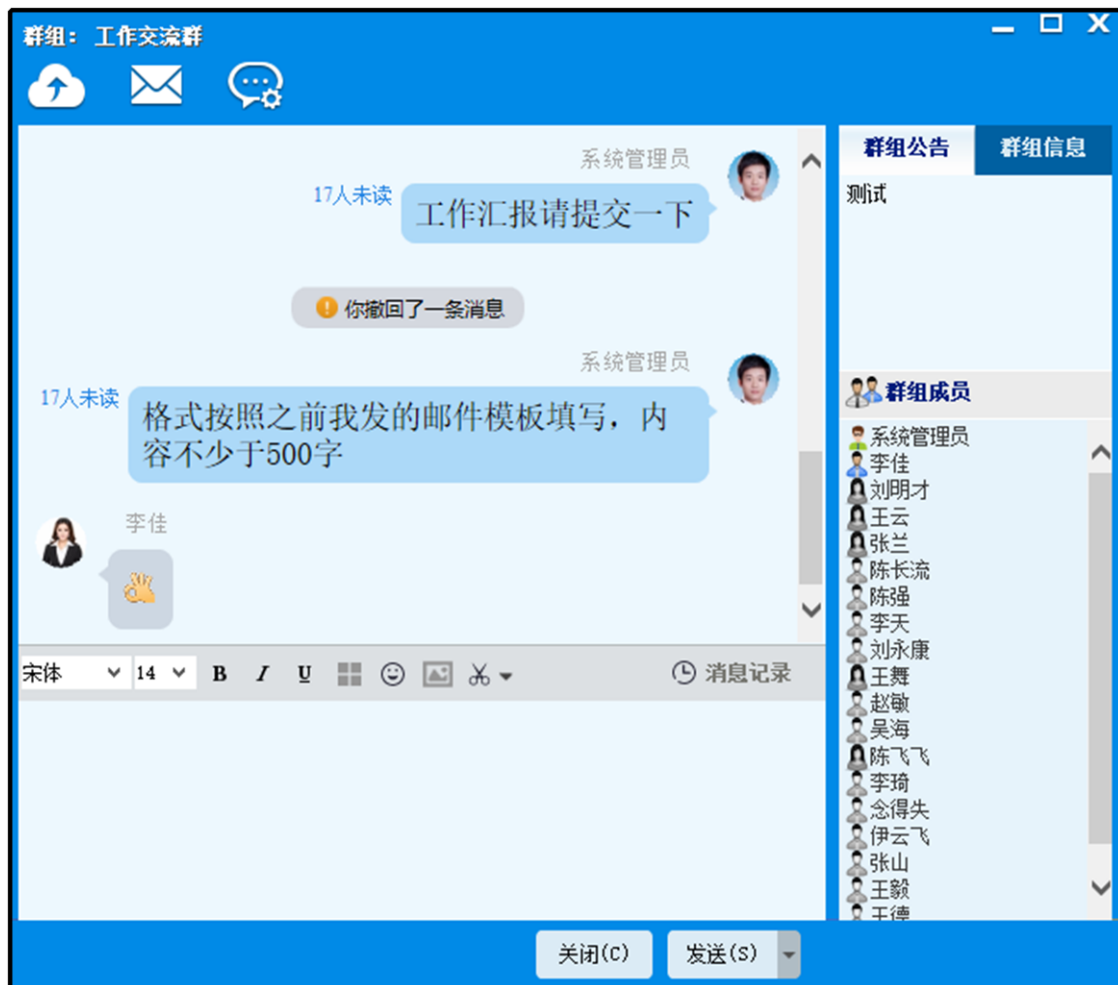 群组： 工作交流群
系统管理员
17人未读
工作汇报请提交一下
你撤回了一条消息
系统管理员
17人未读
格式按照之前我发的邮件模板填写，内
容不少于500字
李佳
宋体
14
B
I
U
消息记录
关闭(C)
发送(S)
群组公告
群组信息
测试
群组成员
系统管理员
李佳
刘明才
王云
张兰
陈长流
陈强
李天
刘永康
王舞
赵敏
吴海
陈飞飞
李琦
念得失
伊云飞
张山
王毅
王德